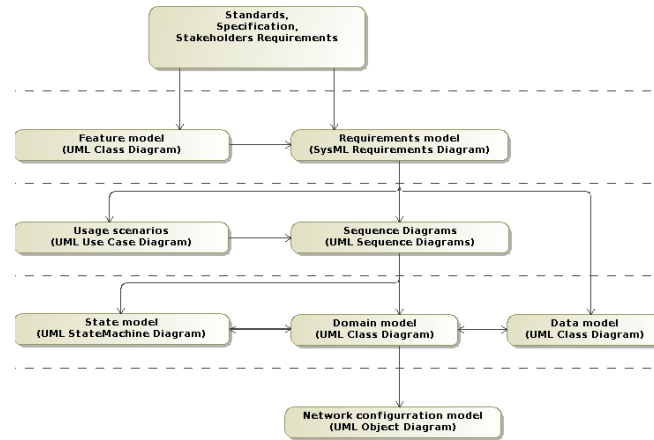 Standards,
Specification,
Stakeholders Requirements
Feature model
(UML Class Diagram)
Requirements model
(SysML Requirements Diagram)
Usage scenarios
(UML Use Case Diagram)
Sequence Diagrams
(UML Sequence Diagrams)
State model
(UML StateMachine Diagram)
Domain model
(UML Class Diagram)
Data model
(UML Class Diagram)
Network configurration model
(UML Object Diagram)